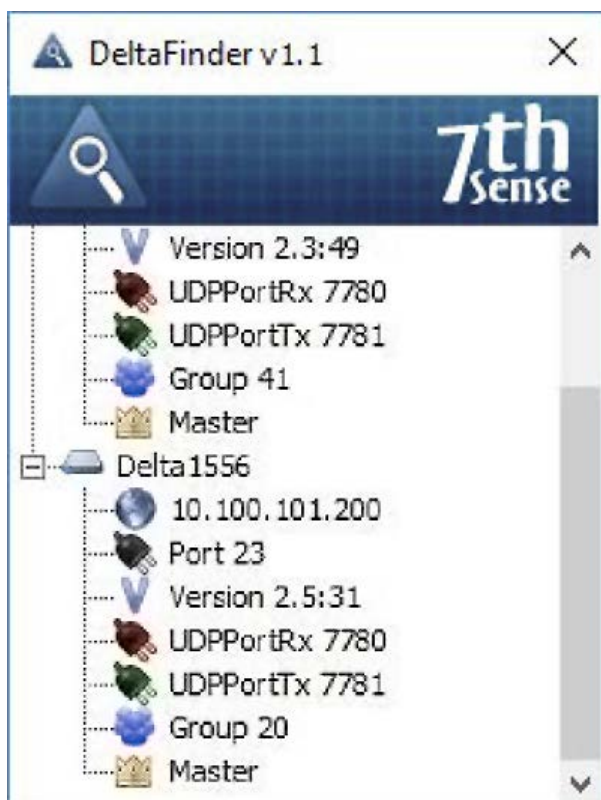 DeltaFinder v1.1
7th Sense
Version 2.3:49
UDPPortRx 7780
UDPPortTx 7781
Group 41
Master
Delta1556
10.100.101.200
Port 23
Version 2.5:31
UDPPortRx 7780
UDPPortTx 7781
Group 20
Master